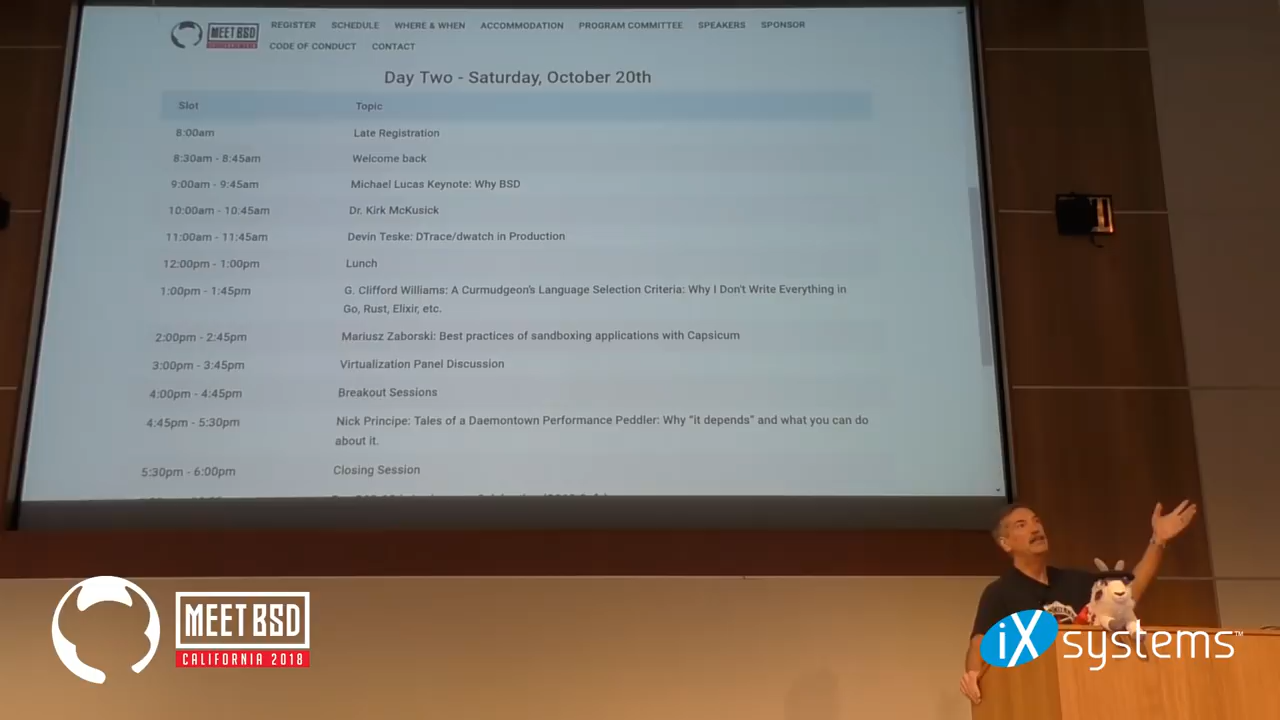 MEETBSD
REGISTER SCHEDULE WHERE & WHEN ACCOMMODATION PROGRAM COMMITTEE SPEAKERS SPONSOR
CODE OF CONDUCT CONTACT
Day Two - Saturday, October 20th
Slot Topic
8:00am Late Registration
8:30am - 8:45am Welcome back
9:00am - 9:45am Michael Lucas Keynote: Why BSD
10:00am - 10:45am Dr. Kirk McKusick
11:00am - 11:45am Devin Teske: DTrace/dwatch in Production
12:00pm - 1:00pm Lunch
1:00pm - 1:45pm G. Clifford Williams: A Curmudgeon's Language Selection Criteria: Why I Don't Write Everything in
Go, Rust, Elixir, etc.
2:00pm - 2:45pm Mariusz Zaborski: Best practices of sandboxing applications with Capsicum
3:00pm - 3:45pm Virtualization Panel Discussion
4:00pm - 4:45pm Breakout Sessions
4:45pm - 5:30pm Nick Principe: Tales of a Daemontown Performance Peddler: Why “it depends” and what you can do
about it.
5:30pm - 6:00pm Closing Session
MEETBSD
CALIFORNIA 2018
iXsystems™